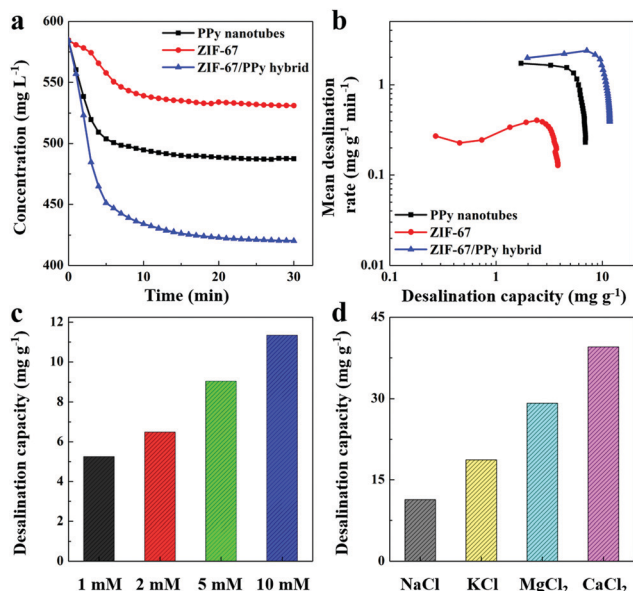 a
PPy nanotubes
ZIF-67
ZIF-67/PPy hybrid
600
550
500
450
400
Concentration (mg L⁻¹)
0
10
20
30
Time (min)
b
1
0.1
0.01
Mean desalination
rate (mg g⁻¹ min⁻¹)
PPy nanotubes
ZIF-67
ZIF-67/PPy hybrid
0.1
1
10
Desalination capacity (mg g⁻¹)
c
12
10
8
6
4
2
0
Desalination capacity (mg g⁻¹)
1 mM
2 mM
5 mM
10 mM
d
45
30
15
0
Desalination capacity (mg g⁻¹)
NaCl
KCl
MgCl₂
CaCl₂